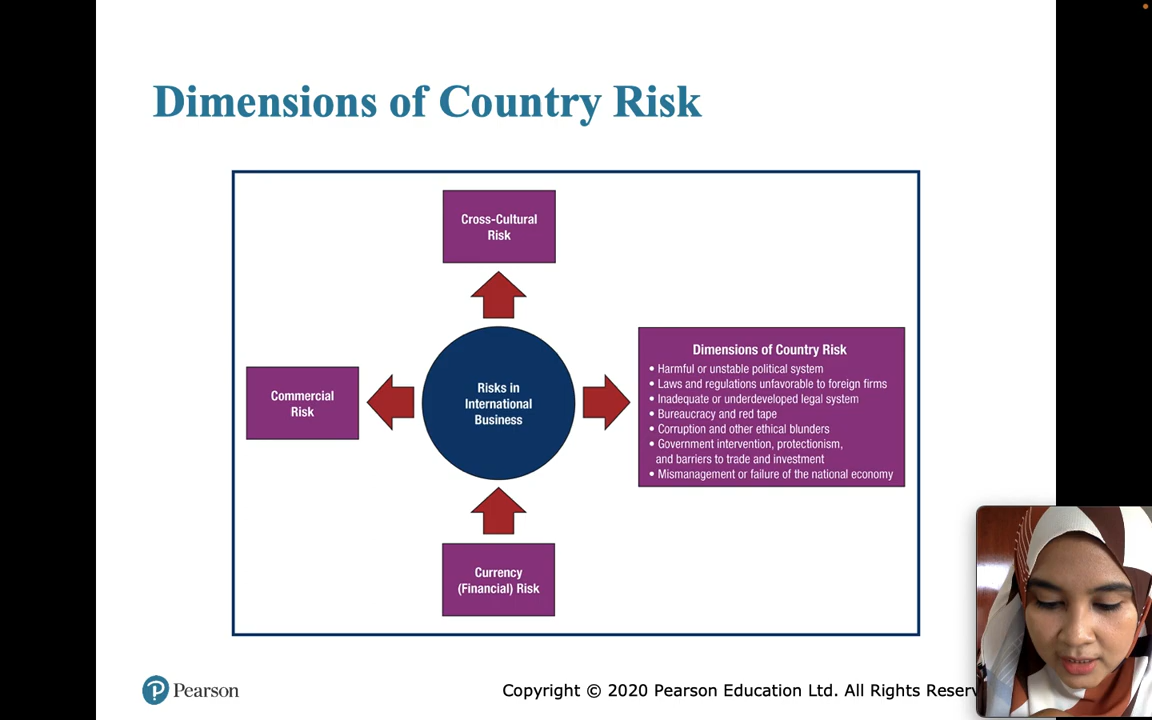 Dimensions of Country Risk
Cross-Cultural
Risk
Commercial
Risk
Risks in
International
Business
Dimensions of Country Risk
• Harmful or unstable political system
• Laws and regulations unfavorable to foreign firms
• Inadequate or underdeveloped legal system
• Bureaucracy and red tape
• Corruption and other ethical blunders
• Government intervention, protectionism,
and barriers to trade and investment
• Mismanagement or failure of the national economy
Currency
(Financial) Risk
Pearson
Copyright © 2020 Pearson Education Ltd. All Rights